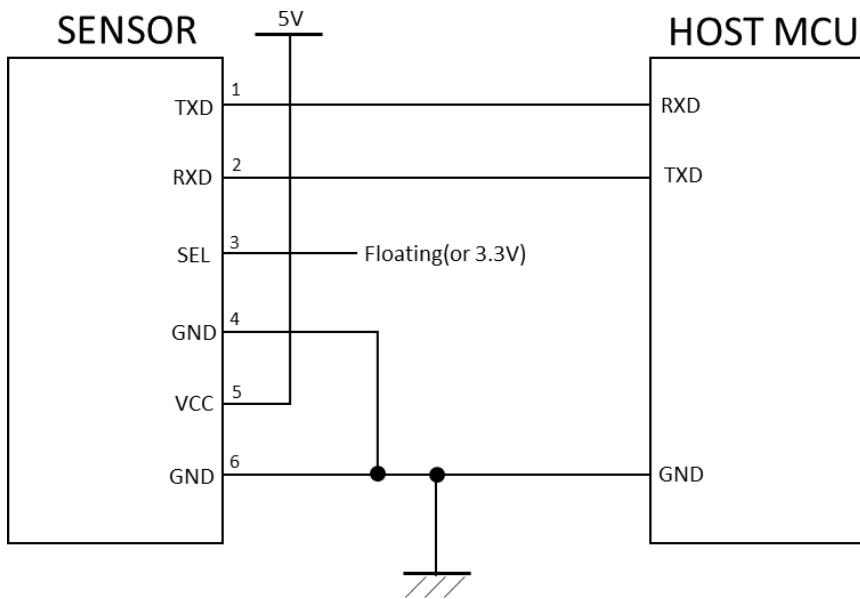 SENSOR
5V
HOST MCU
TXD
1
RXD
RXD
2
TXD
SEL
3
Floating(or 3.3V)
GND
4
VCC
5
GND
6
GND